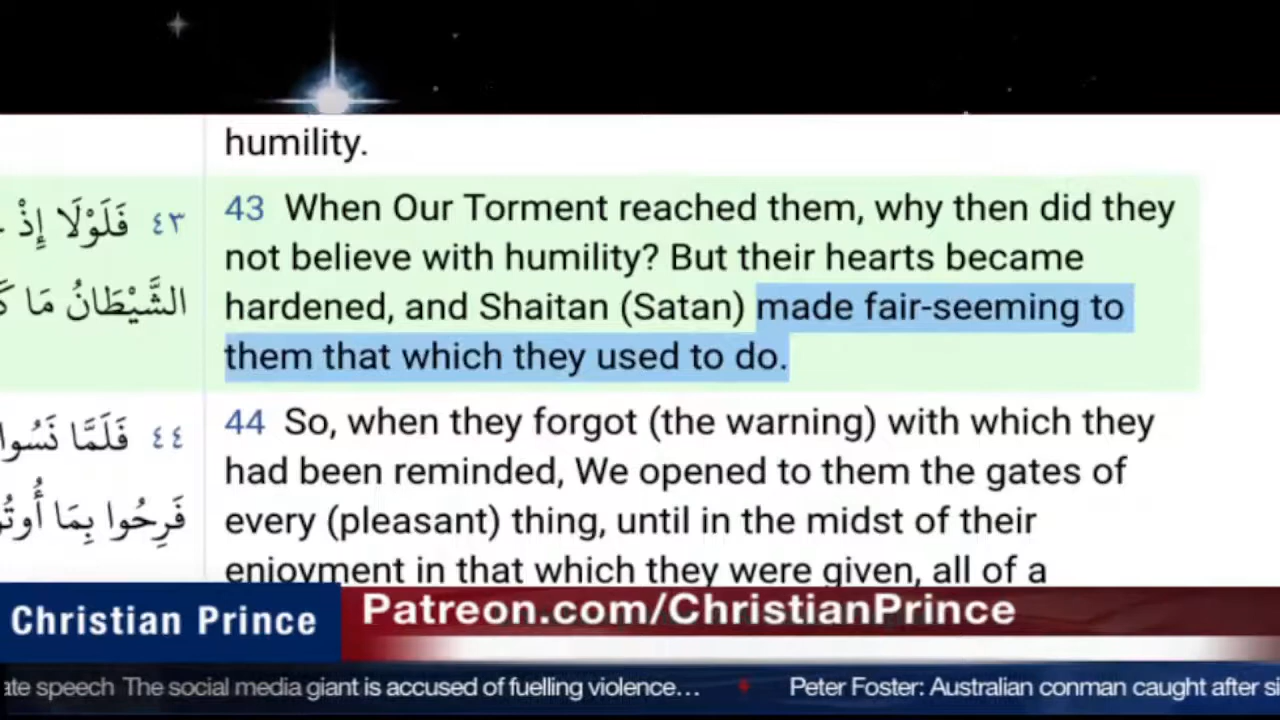 humility.
٤٣ فَلَوْلَا إِذْ
الشَّيْطَانُ مَا
43 When Our Torment reached them, why then did they
not believe with humility? But their hearts became
hardened, and Shaitan (Satan) made fair-seeming to
them that which they used to do.
٤٤ فَلَمَّا نَسُوا
فَرِحُوا بِمَا
44 So, when they forgot (the warning) with which they
had been reminded, We opened to them the gates of
every (pleasant) thing, until in the midst of their
enjoyment in that which they were given, all of a
Christian Prince
Patreon.com/ChristianPrince
speech The social media giant is accused of fuelling violence... Peter Foster: Australian conman caught after